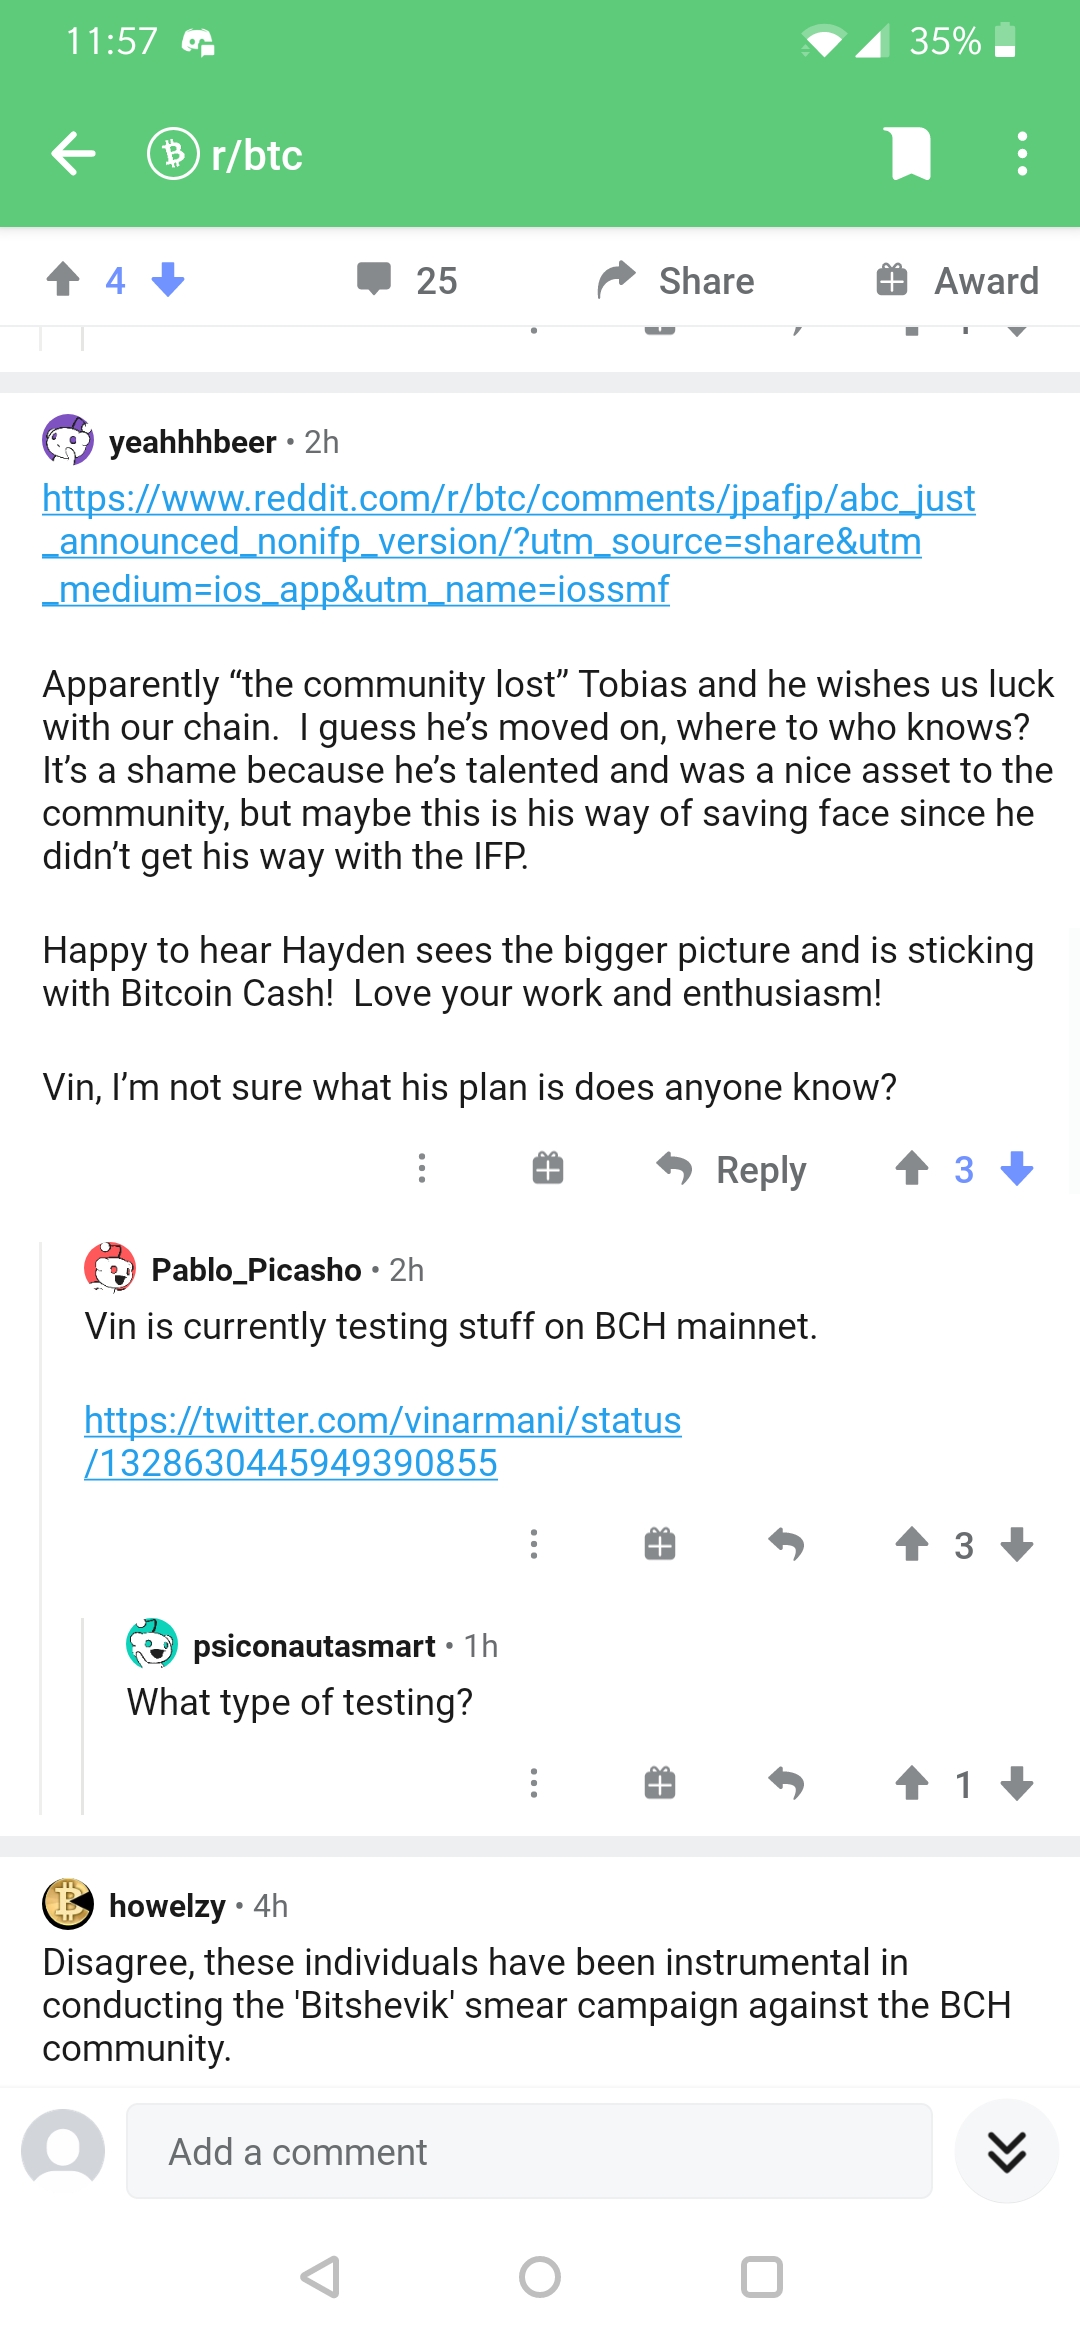 11:57
35%
r/btc
4
25
Share
Award
yeahhhbeer • 2h
https://www.reddit.com/r/btc/comments/jpafjp/abc_just
_announced_nonifp_version/?utm_source=share&utm
_medium=ios_app&utm_name=iossmf
Apparently “the community lost” Tobias and he wishes us luck
with our chain.  I guess he’s moved on, where to who knows?
It’s a shame because he’s talented and was a nice asset to the
community, but maybe this is his way of saving face since he
didn’t get his way with the IFP.
Happy to hear Hayden sees the bigger picture and is sticking
with Bitcoin Cash!  Love your work and enthusiasm!
Vin, I’m not sure what his plan is does anyone know?
Reply
3
Pablo_Picasho • 2h
Vin is currently testing stuff on BCH mainnet.
https://twitter.com/vinarmani/status
/1328630445949390855
3
psiconautasmart • 1h
What type of testing?
1
howelzy • 4h
Disagree, these individuals have been instrumental in
conducting the 'Bitshevik' smear campaign against the BCH
community.
Add a comment